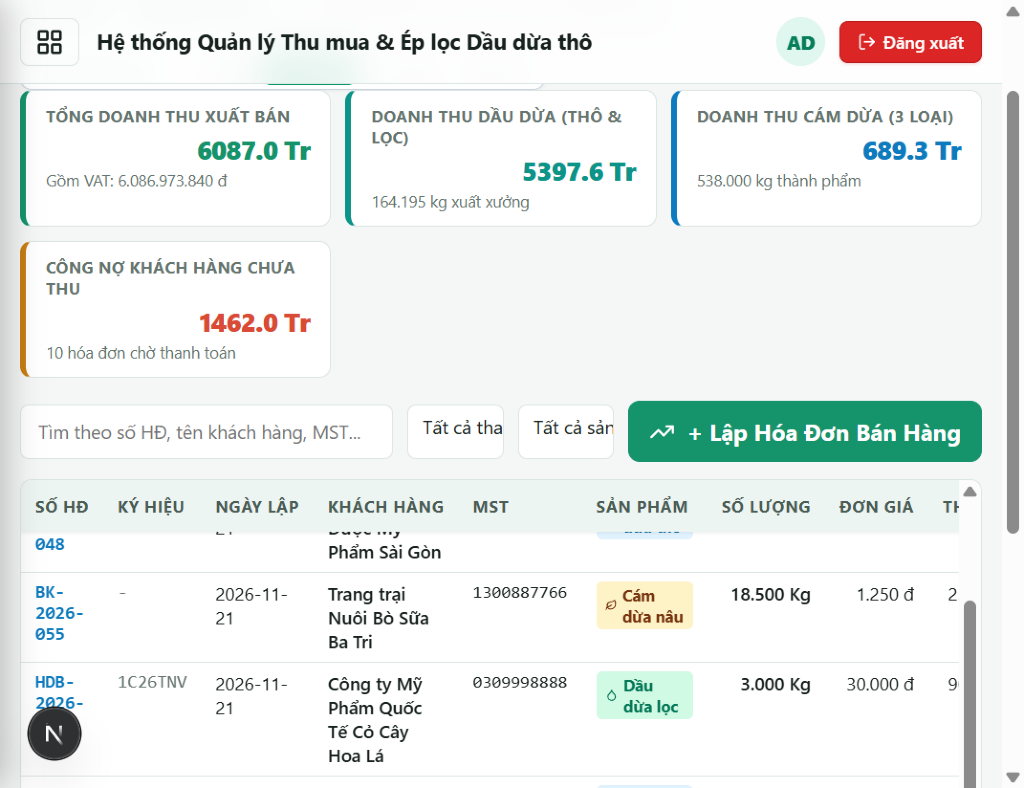 Hệ thống Quản lý Thu mua & Ép lọc Dầu dừa thô
AD
Đăng xuất
TỔNG DOANH THU XUẤT BÁN
6087.0 Tr
Gồm VAT: 6.086.973.840 đ
DOANH THU DẦU DỪA (THÔ &
LỌC)
5397.6 Tr
164.195 kg xuất xưởng
DOANH THU CÁM DỪA (3 LOẠI)
689.3 Tr
538.000 kg thành phẩm
CÔNG NỢ KHÁCH HÀNG CHƯA
THU
1462.0 Tr
10 hóa đơn chờ thanh toán
Tìm theo số HĐ, tên khách hàng, MST...
Tất cả tha
Tất cả sản
+ Lập Hóa Đơn Bán Hàng
SỐ HĐ KÝ HIỆU NGÀY LẬP KHÁCH HÀNG MST SẢN PHẨM SỐ LƯỢNG ĐƠN GIÁ
048
Phẩm Sài Gòn
BK-
2026-
055
-
2026-11-
21
Trang trại
Nuôi Bò Sữa
Ba Tri
1300887766
Cám
dừa nâu
18.500 Kg
1.250 đ
2
HDB-
2026-
1C26TNV
2026-11-
21
Công ty Mỹ
Phẩm Quốc
Tế Cỏ Cây
Hoa Lá
0309998888
Dầu
dừa lọc
3.000 Kg
30.000 đ
N